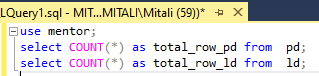 LQuery1.sql - MIT...MITALI\Mitali (59))*
use mentor;
select COUNT(*) as total_row_pd from  pd;
select COUNT(*) as total_row_ld from  ld;